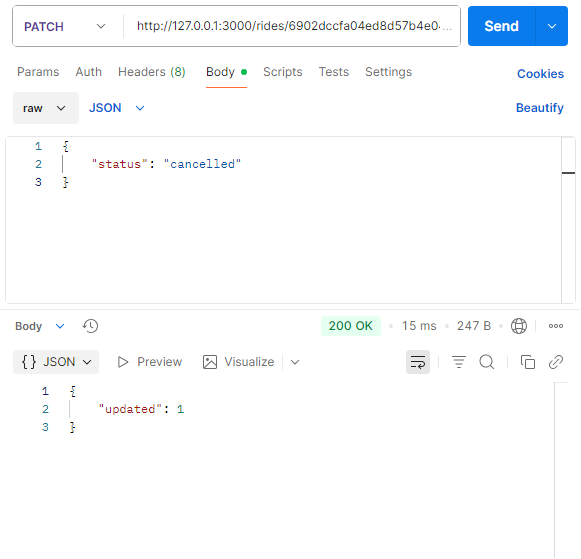 PATCH http://127.0.0.1:3000/rides/6902dccfa04ed8d57b4e0... Send
Params Auth Headers (8) Body Scripts Tests Settings Cookies
raw JSON Beautify
1 {
2 "status": "cancelled"
3 }
Body 200 OK 15 ms 247 B
{} JSON Preview Visualize
1 {
2 "updated": 1
3 }